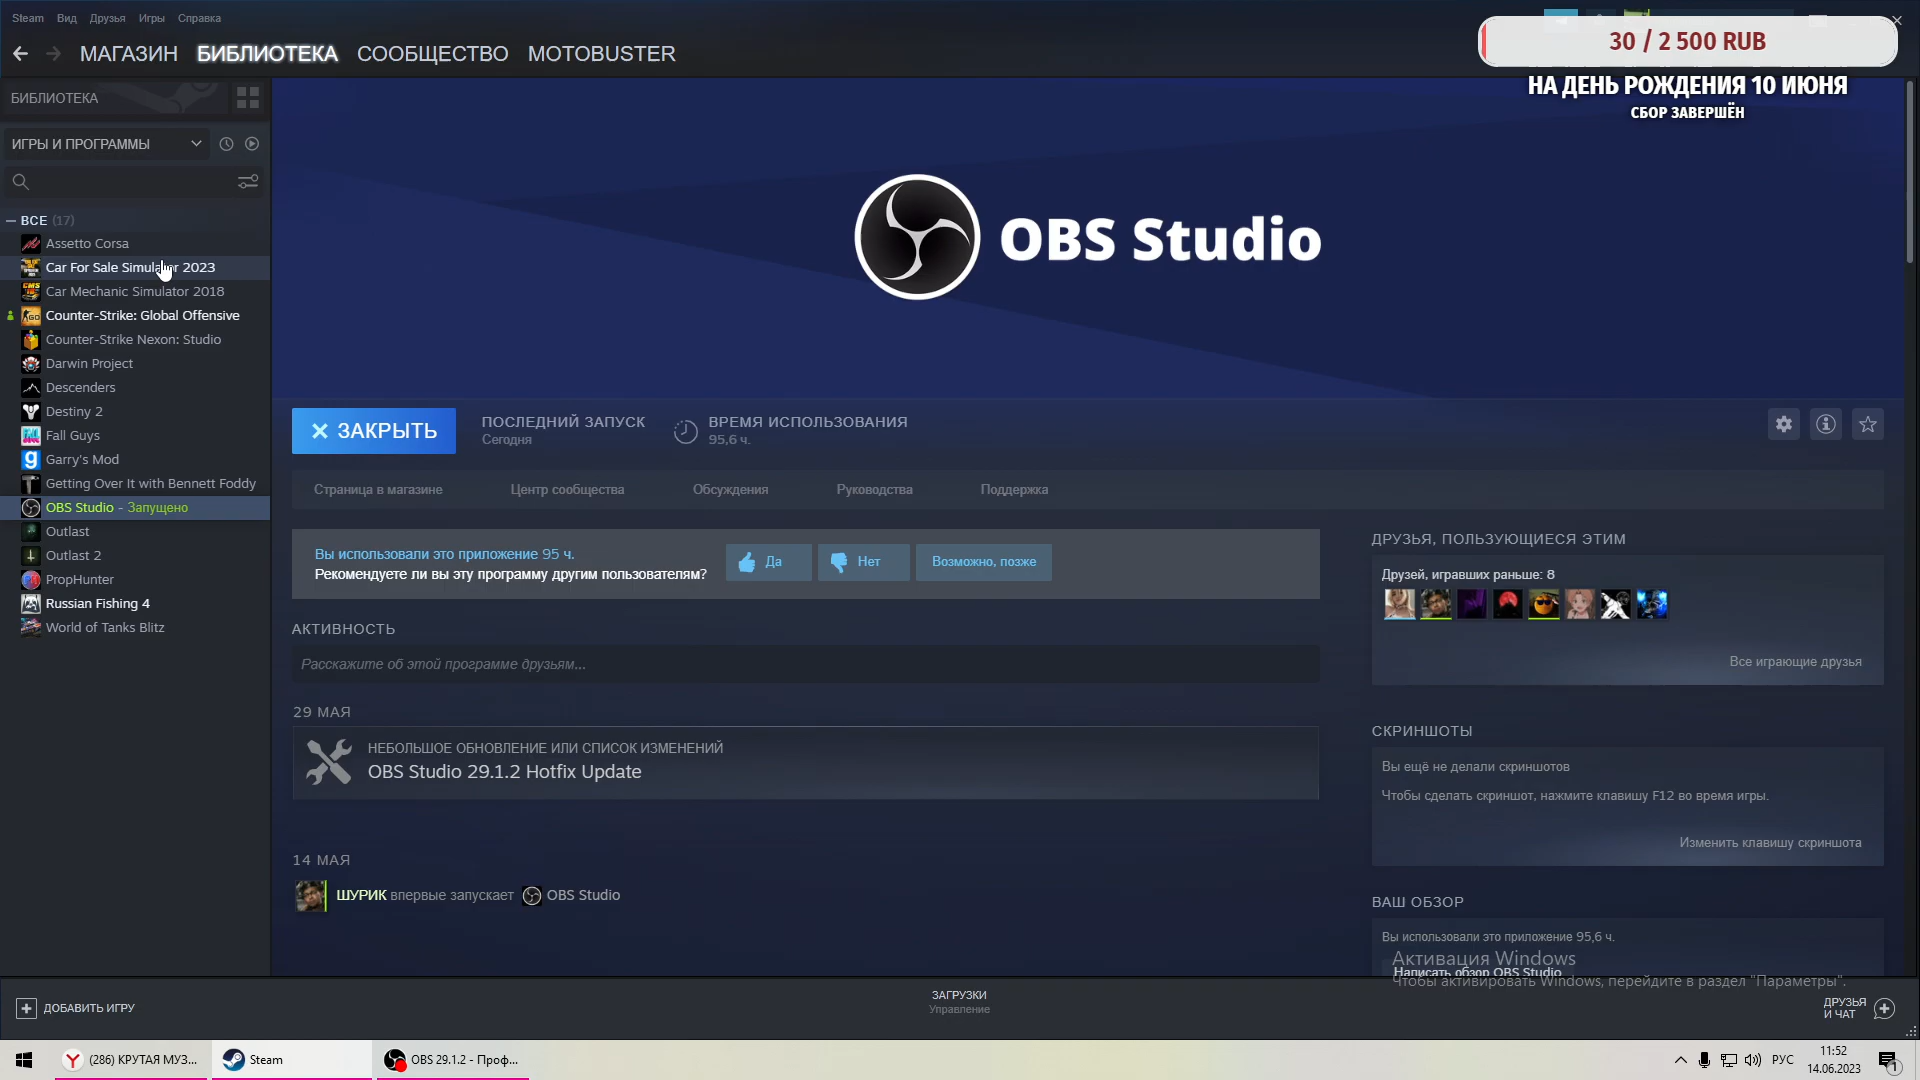 Steam Вид Друзья Игры Справка
МАГАЗИН БИБЛИОТЕКА СООБЩЕСТВО MOTOBUSTER
30 / 2 500 RUB
НА ДЕНЬ РОЖДЕНИЯ 10 ИЮНЯ
СБОР ЗАВЕРШЁН
БИБЛИОТЕКА
ИГРЫ И ПРОГРАММЫ
— ВСЕ (17)
Assetto Corsa
Car For Sale Simulator 2023
Car Mechanic Simulator 2018
Counter-Strike: Global Offensive
Counter-Strike Nexon: Studio
Darwin Project
Descenders
Destiny 2
Fall Guys
Garry's Mod
Getting Over It with Bennett Foddy
OBS Studio - Запущено
Outlast
Outlast 2
PropHunter
Russian Fishing 4
World of Tanks Blitz
OBS Studio
ЗАКРЫТЬ
ПОСЛЕДНИЙ ЗАПУСК
Сегодня
ВРЕМЯ ИСПОЛЬЗОВАНИЯ
95,6 ч.
Страница в магазине Центр сообщества Обсуждения Руководства Поддержка
Вы использовали это приложение 95 ч.
Рекомендуете ли вы эту программу другим пользователям?
Да Нет Возможно, позже
АКТИВНОСТЬ
Расскажите об этой программе друзьям...
29 МАЯ
НЕБОЛЬШОЕ ОБНОВЛЕНИЕ ИЛИ СПИСОК ИЗМЕНЕНИЙ
OBS Studio 29.1.2 Hotfix Update
14 МАЯ
ШУРИК впервые запускает OBS Studio
ДРУЗЬЯ, ПОЛЬЗУЮЩИЕСЯ ЭТИМ
Друзей, игравших раньше: 8
Все играющие друзья
СКРИНШОТЫ
Вы ещё не делали скриншотов
Чтобы сделать скриншот, нажмите клавишу F12 во время игры.
Изменить клавишу скриншота
ВАШ ОБЗОР
Вы использовали это приложение 95,6 ч.
Активация Windows
Написать обзор OBS Studio
Чтобы активировать Windows, перейдите в раздел "Параметры".
ДОБАВИТЬ ИГРУ
ЗАГРУЗКИ
Управление
ДРУЗЬЯ
И ЧАТ
(286) КРУТАЯ МУЗ...
Steam
OBS 29.1.2 - Проф...
РУС
11:52
14.06.2023
1